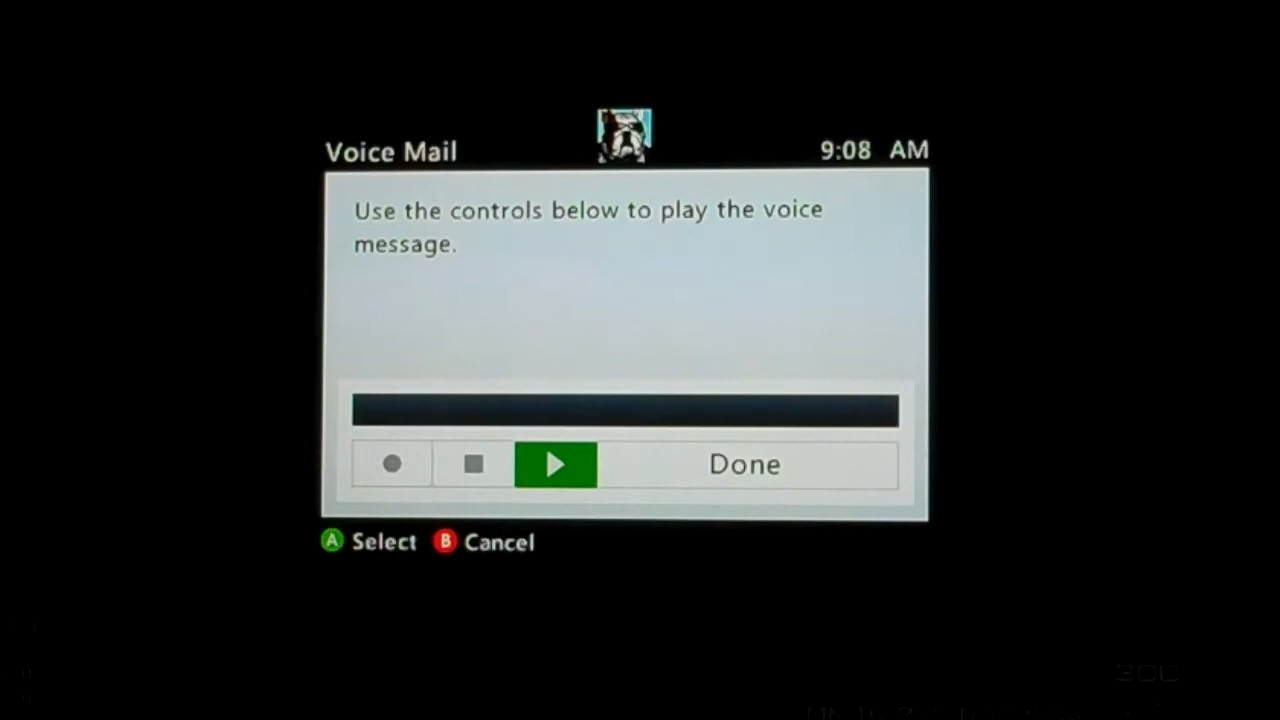 Voice Mail
9:08 AM
Use the controls below to play the voice
message.
Done
A Select B Cancel